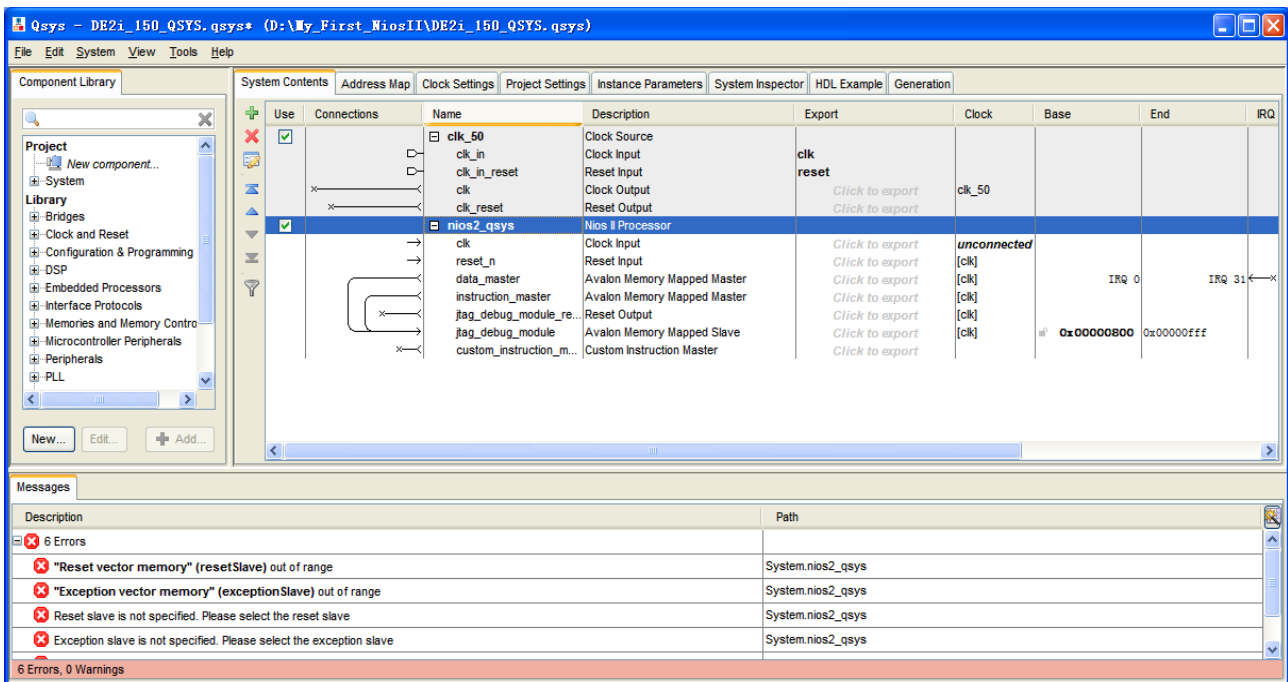 Qsys - DE2i_150_QSYS.qsys* (D:\My_First_NiosII\DE2i_150_QSYS.qsys)
File Edit System View Tools Help
Component Library
Project
New component...
System
Library
Bridges
Clock and Reset
Configuration & Programming
DSP
Embedded Processors
Interface Protocols
Memories and Memory Contro
Microcontroller Peripherals
Peripherals
PLL
New... Edit... Add...
System Contents Address Map Clock Settings Project Settings Instance Parameters System Inspector HDL Example Generation
Use Connections Name Description Export Clock Base End IRQ
clk_50 Clock Source
clk_in Clock Input clk
clk_in_reset Reset Input reset
clk Clock Output Click to export clk_50
clk_reset Reset Output Click to export
nios2_qsys Nios II Processor
clk Clock Input Click to export unconnected
reset_n Reset Input Click to export [clk]
data_master Avalon Memory Mapped Master Click to export [clk] IRQ 0 IRQ 31
instruction_master Avalon Memory Mapped Master Click to export [clk]
jtag_debug_module_re... Reset Output Click to export [clk]
jtag_debug_module Avalon Memory Mapped Slave Click to export [clk] 0x00000800 0x00000fff
custom_instruction_m... Custom Instruction Master Click to export
Messages
Description Path
6 Errors
"Reset vector memory" (resetSlave) out of range System.nios2_qsys
"Exception vector memory" (exceptionSlave) out of range System.nios2_qsys
Reset slave is not specified. Please select the reset slave System.nios2_qsys
Exception slave is not specified. Please select the exception slave System.nios2_qsys
6 Errors, 0 Warnings